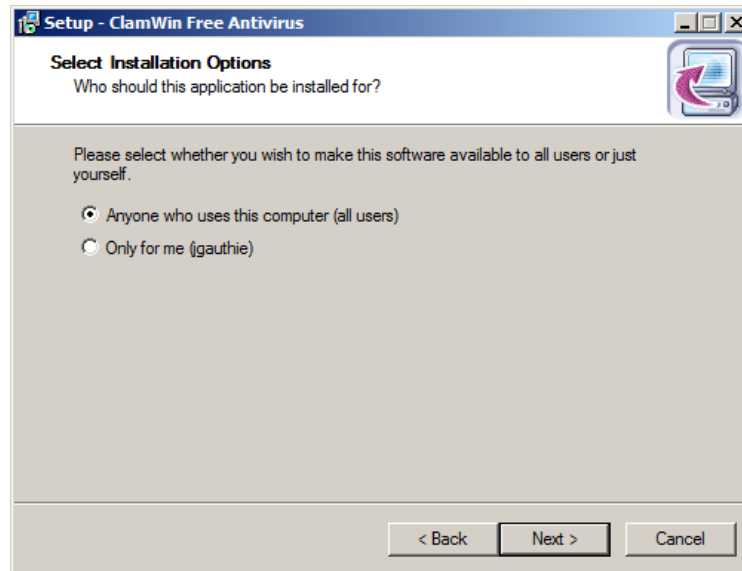 Setup - ClamWin Free Antivirus
Select Installation Options
Who should this application be installed for?
Please select whether you wish to make this software available to all users or just
yourself.
Anyone who uses this computer (all users)
Only for me (jgauthie)
< Back Next > Cancel